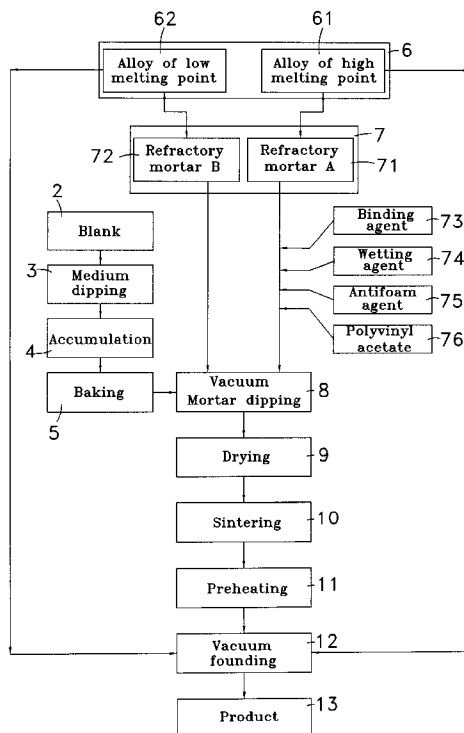 62
61
6
Alloy of low
melting point
Alloy of high
melting point
7
72
Refractory
mortar B
Refractory
mortar A
71
2
Blank
3
Medium
dipping
4
Accumulation
Baking
5
Binding
agent
73
Wetting
agent
74
Antifoam
agent
75
Polyvinyl
acetate
76
Vacuum
Mortar dipping
8
Drying
9
Sintering
10
Preheating
11
Vacuum
founding
12
Product
13